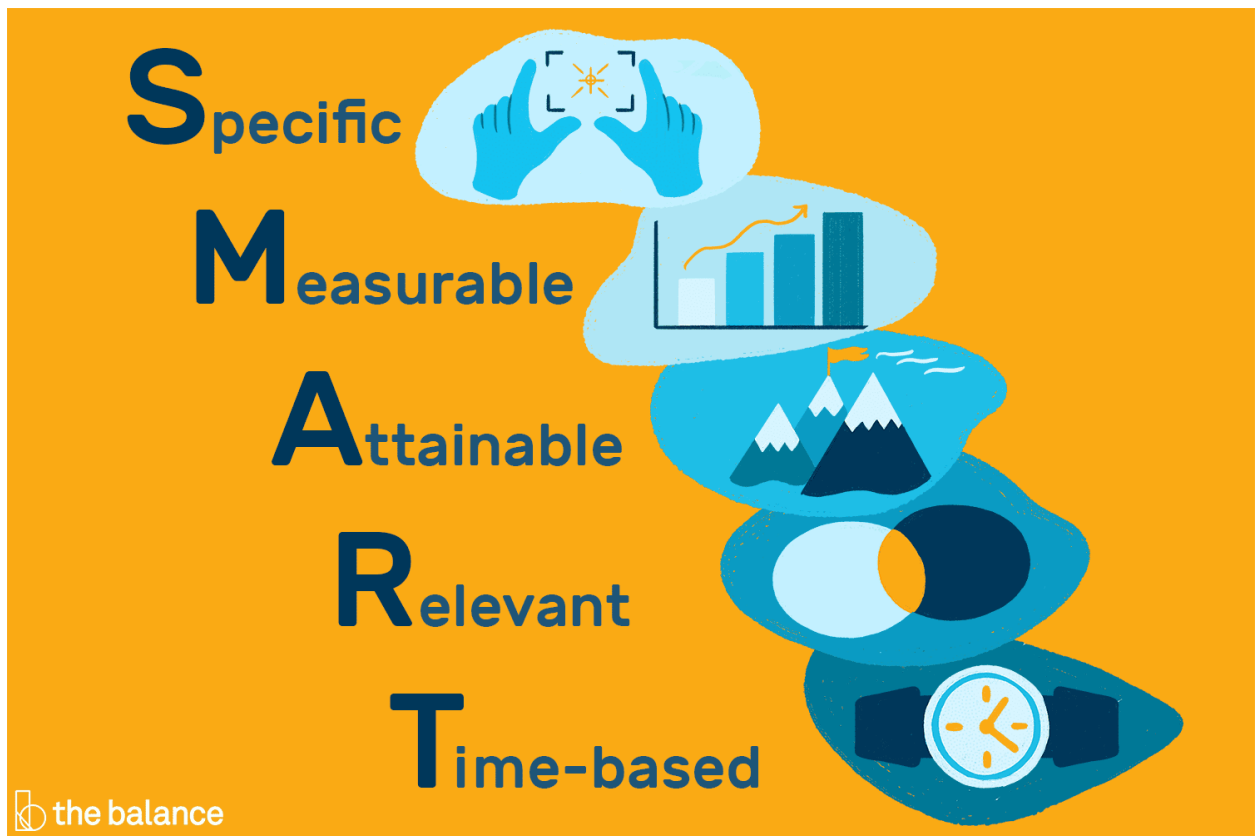 Specific
Measurable
Attainable
Relevant
Time-based
the balance